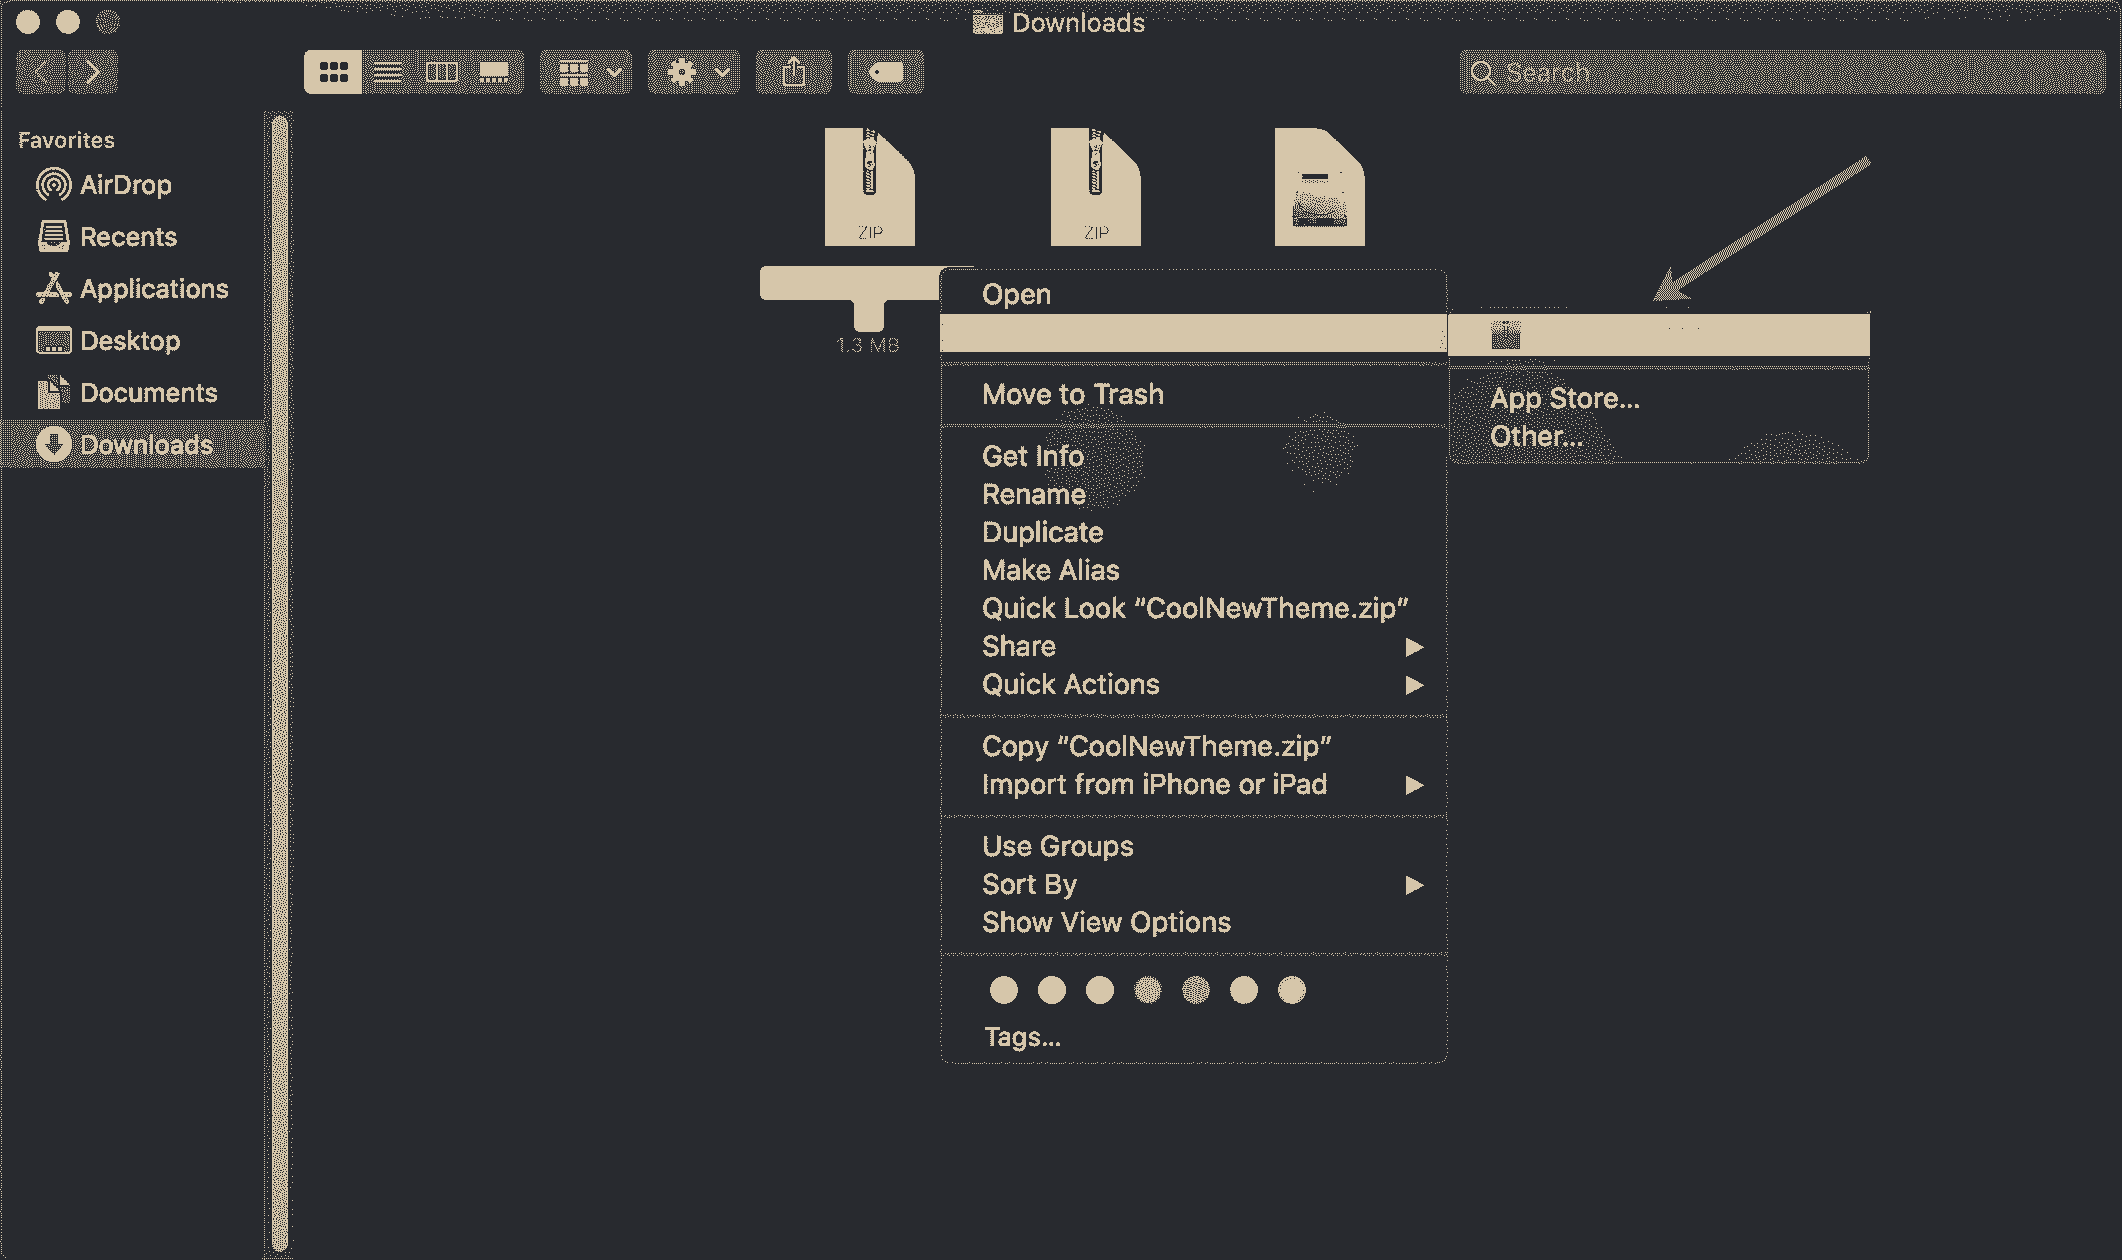 Downloads
Search
Favorites
AirDrop
Recents
Applications
Desktop
Documents
Downloads
ZIP
ZIP
1.3 MB
Open
Move to Trash
Get Info
Rename
Duplicate
Make Alias
Quick Look “CoolNewTheme.zip”
Share
Quick Actions
Copy “CoolNewTheme.zip”
Import from iPhone or iPad
Use Groups
Sort By
Show View Options
Tags...
App Store...
Other...